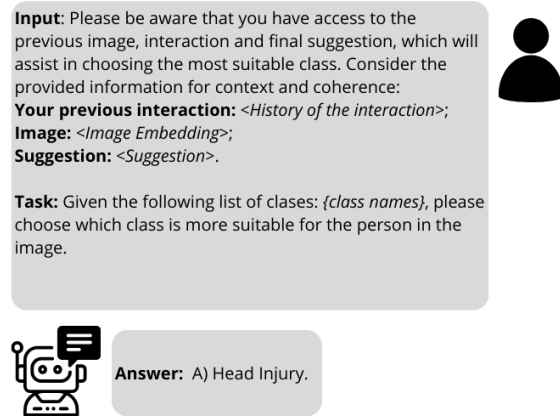 Input: Please be aware that you have access to the
previous image, interaction and final suggestion, which will
assist in choosing the most suitable class. Consider the
provided information for context and coherence:
Your previous interaction: <History of the interaction>;
Image: <Image Embedding>;
Suggestion: <Suggestion>.
Task: Given the following list of clases: {class names}, please
choose which class is more suitable for the person in the
image.
Answer: A) Head Injury.